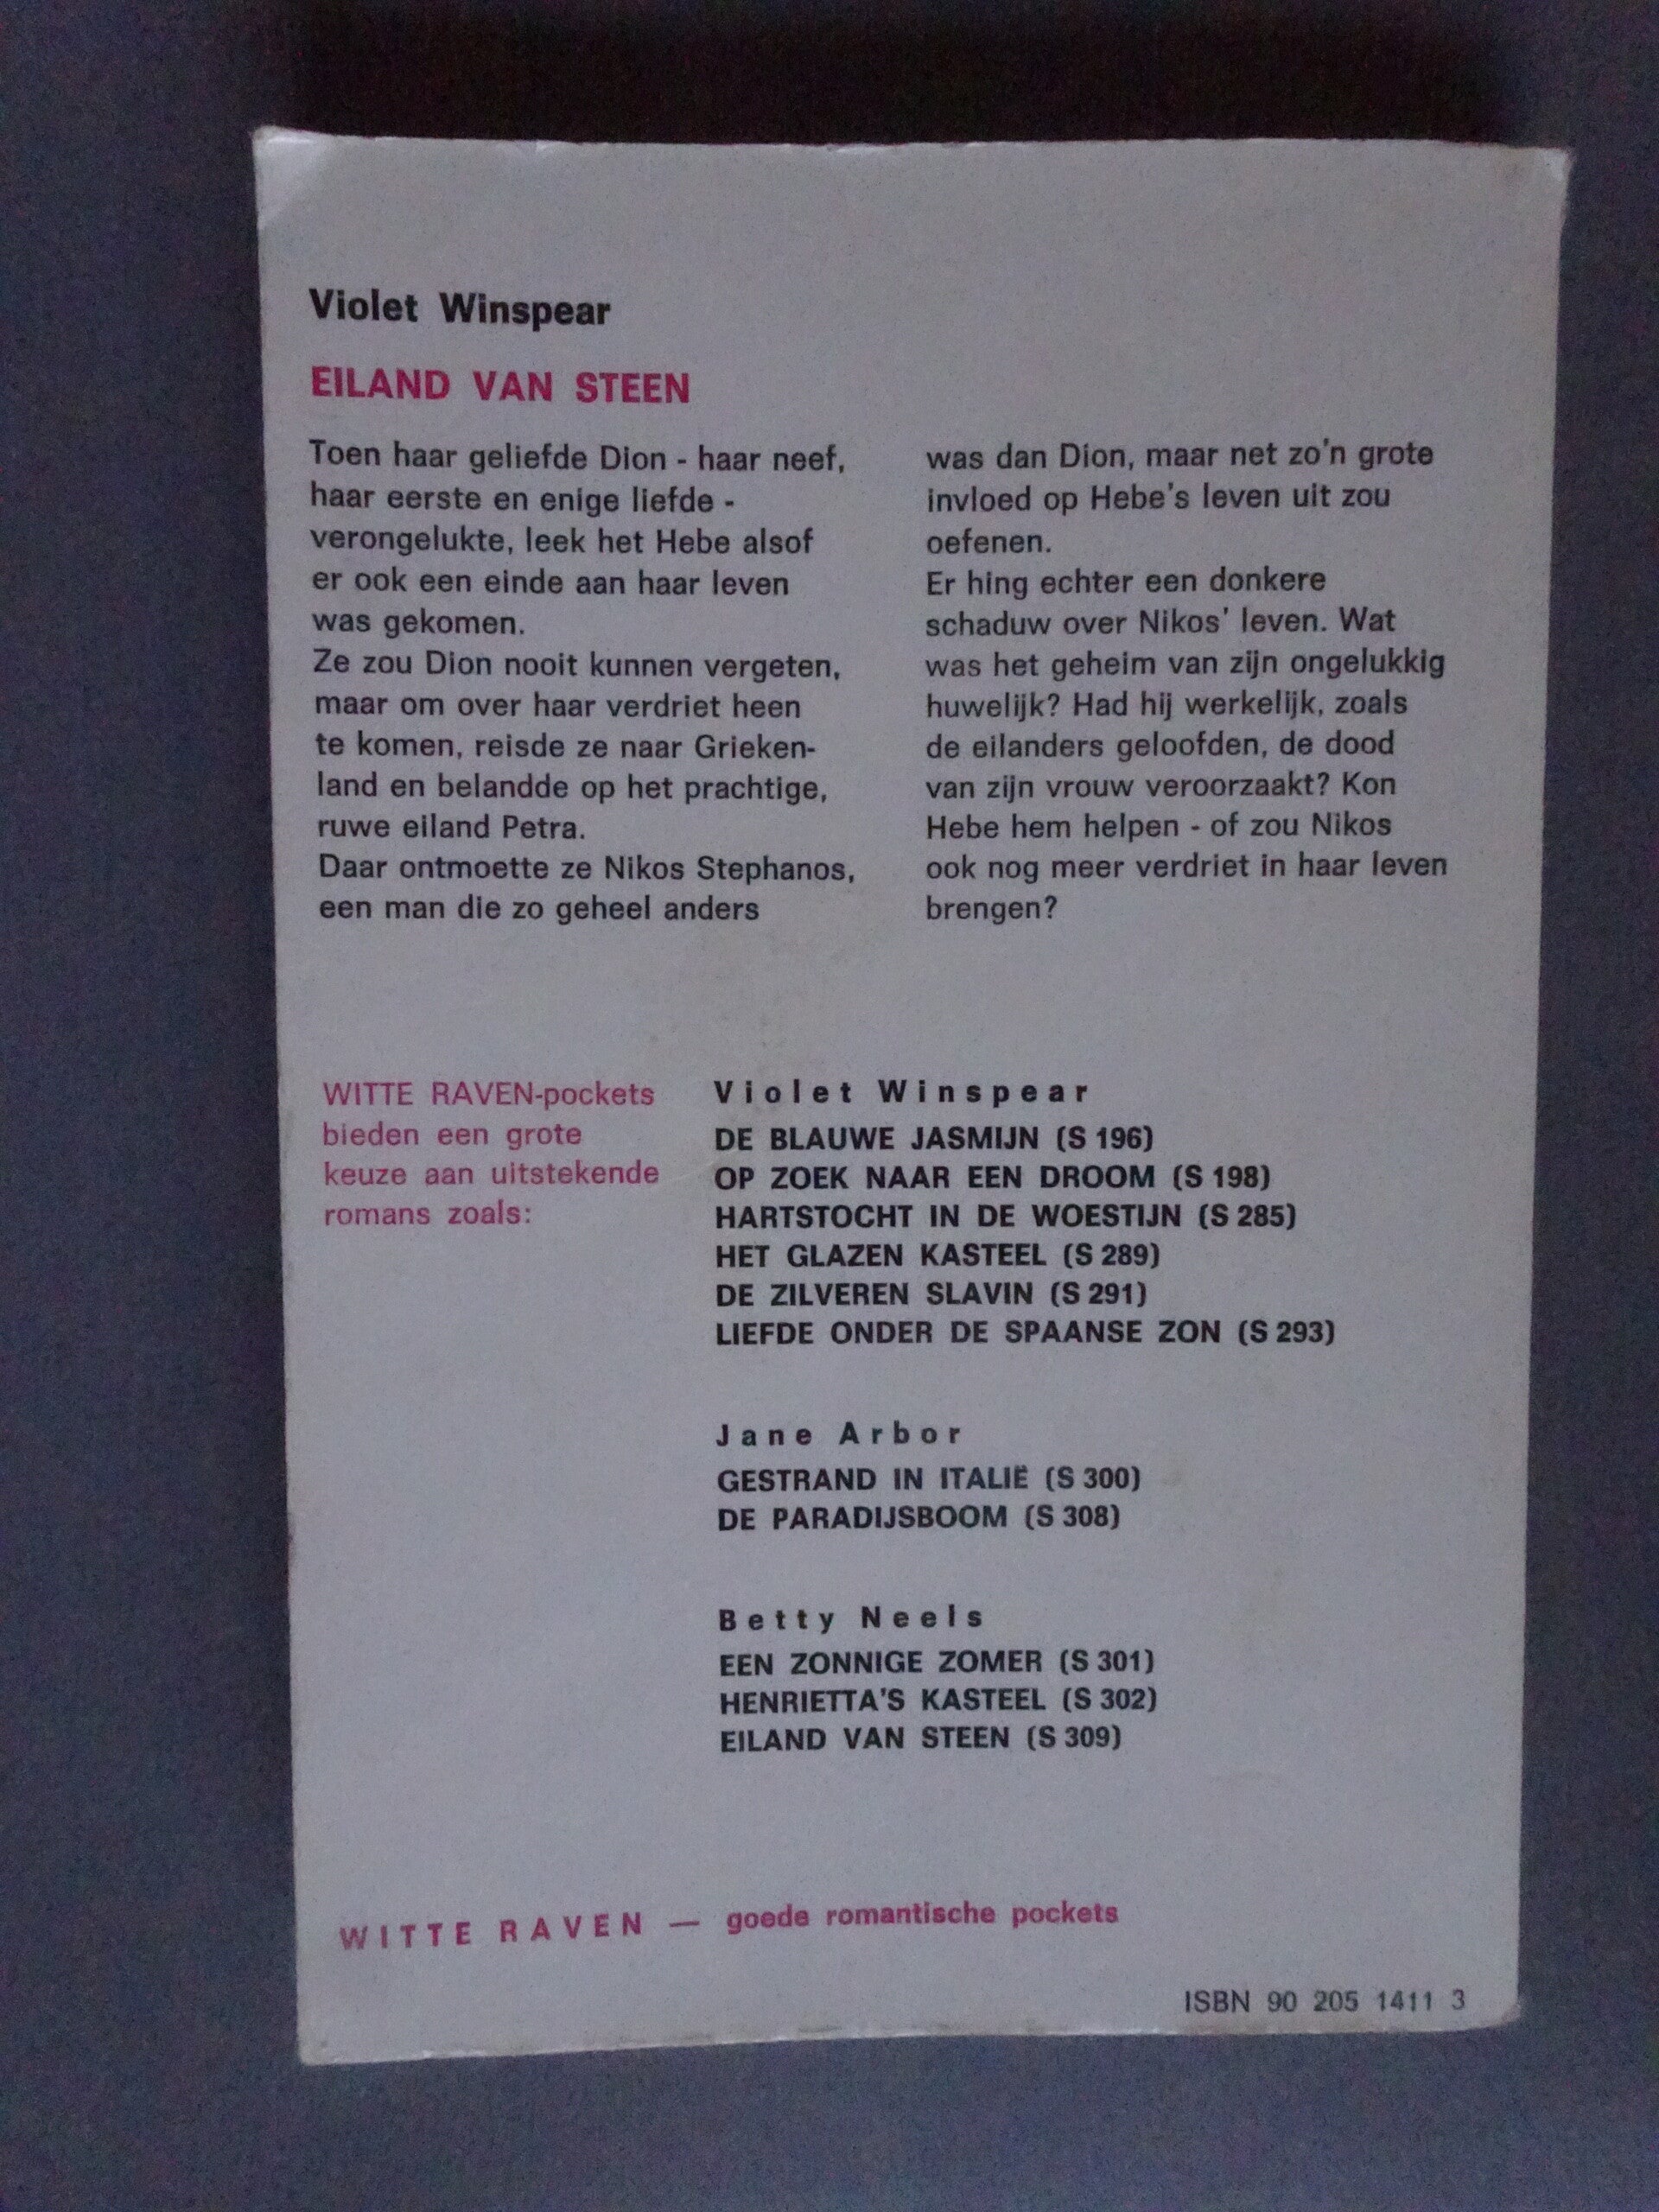 Violet Winspear
EILAND VAN STEEN
Toen haar geliefde Dion - haar neef,
haar eerste en enige liefde -
verongelukte, leek het Hebe alsof
er ook een einde aan haar leven
was gekomen.
Ze zou Dion nooit kunnen vergeten,
maar om over haar verdriet heen
te komen, reisde ze naar Grieken-
land en belandde op het prachtige,
ruwe eiland Petra.
Daar ontmoette ze Nikos Stephanos,
een man die zo geheel anders
was dan Dion, maar net zo'n grote
invloed op Hebe's leven uit zou
oefenen.
Er hing echter een donkere
schaduw over Nikos' leven. Wat
was het geheim van zijn ongelukkig
huwelijk? Had hij werkelijk, zoals
de eilanders geloofden, de dood
van zijn vrouw veroorzaakt? Kon
Hebe hem helpen - of zou Nikos
ook nog meer verdriet in haar leven
brengen?
WITTE RAVEN-pockets
bieden een grote
keuze aan uitstekende
romans zoals:
Violet Winspear
DE BLAUWE JASMIJN (S 196)
OP ZOEK NAAR EEN DROOM (S 198)
HARTSTOCHT IN DE WOESTIJN (S 285)
HET GLAZEN KASTEEL (S 289)
DE ZILVEREN SLAVIN (S 291)
LIEFDE ONDER DE SPAANSE ZON (S 293)
Jane Arbor
GESTRAND IN ITALIË (S 300)
DE PARADIJSBOOM (S 308)
Betty Neels
EEN ZONNIGE ZOMER (S 301)
HENRIETTA'S KASTEEL (S 302)
EILAND VAN STEEN (S 309)
WITTE RAVEN — goede romantische pockets
ISBN 90 205 1411 3